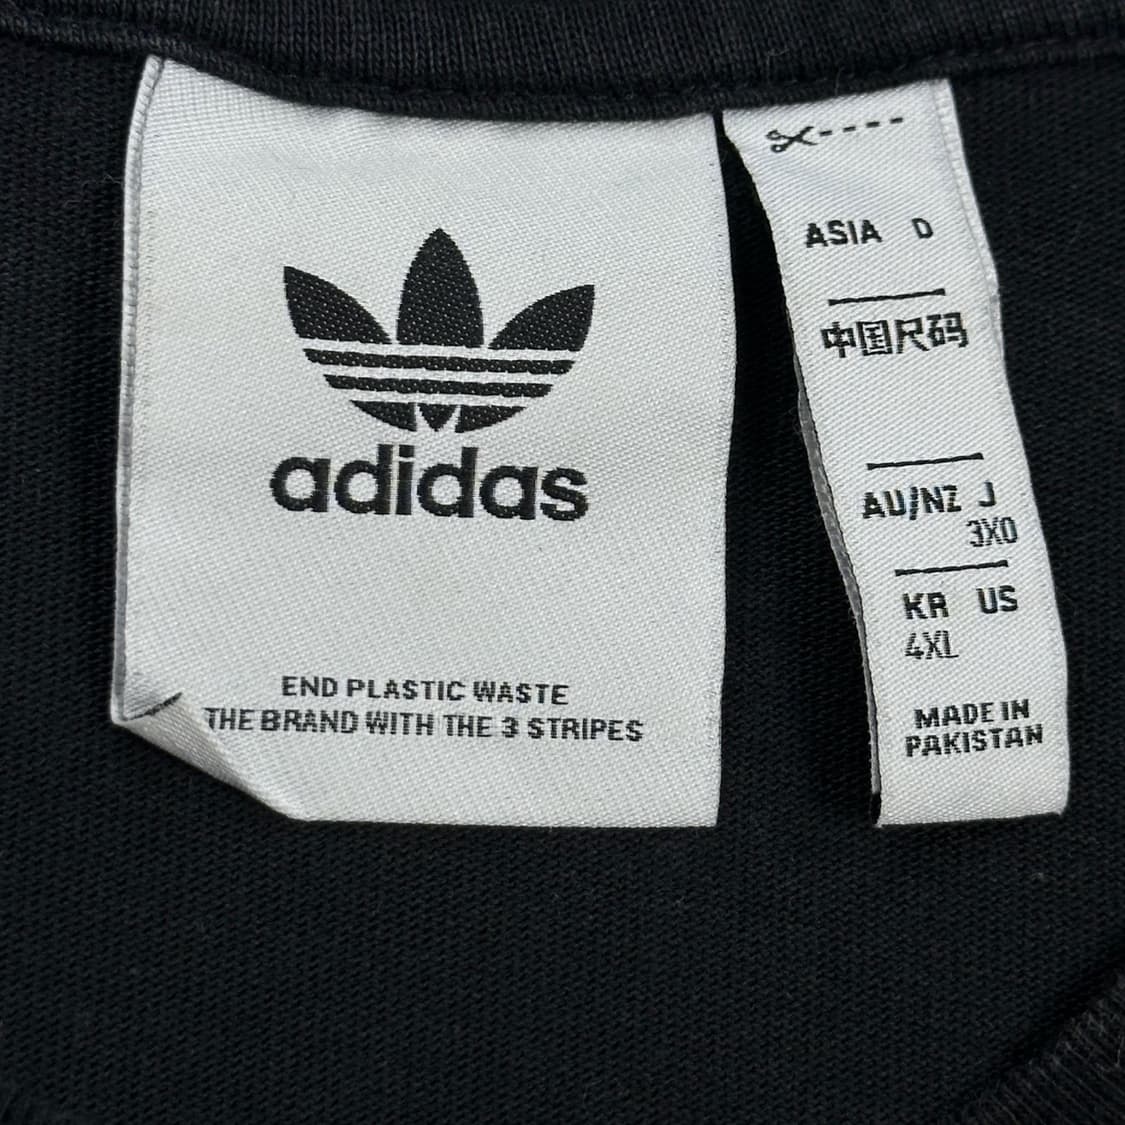 adidas
END PLASTIC WASTE
THE BRAND WITH THE 3 STRIPES
ASIA D
中国尺码
AU/NZ J
3XO
KR US
4XL
MADE IN
PAKISTAN